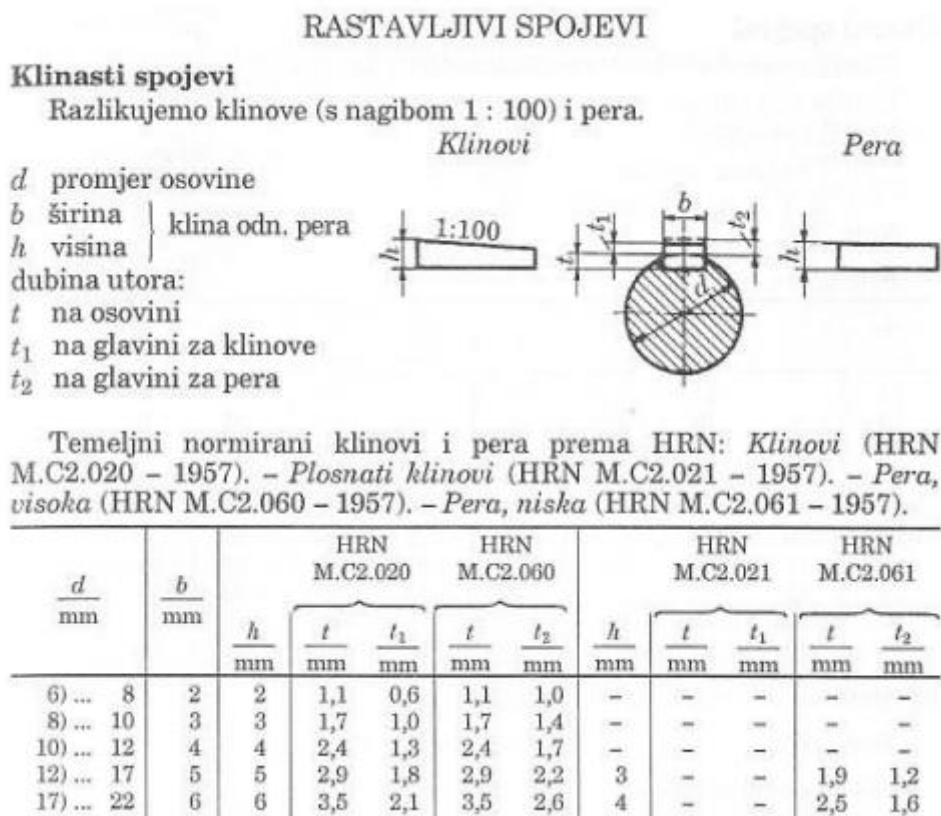 RASTAVLJIVI SPOJEVI
Klinasti spojevi
Razlikujemo klinove (s nagibom 1 : 100) i pera.
Klinovi Pera
d promjer osovine
b širina
h visina
klina odn. pera
dubina utora:
t na osovini
t1 na glavini za klinove
t2 na glavini za pera
h 1:100 t t1 b t2 d h
Temeljni normirani klinovi i pera prema HRN: Klinovi (HRN
M.C2.020 – 1957). – Plosnati klinovi (HRN M.C2.021 – 1957). – Pera,
visoka (HRN M.C2.060 – 1957). – Pera, niska (HRN M.C2.061 – 1957).
HRN HRN HRN HRN
M.C2.020 M.C2.060 M.C2.021 M.C2.061
d b
mm mm
h t t1 t t2 h t t1 t t2
mm mm mm mm mm mm mm mm mm mm
6) ... 8 2 2 1,1 0,6 1,1 1,0 – – – – –
8) ... 10 3 3 1,7 1,0 1,7 1,4 – – – – –
10) ... 12 4 4 2,4 1,3 2,4 1,7 – – – – –
12) ... 17 5 5 2,9 1,8 2,9 2,2 3 – – 1,9 1,2
17) ... 22 6 6 3,5 2,1 3,5 2,6 4 – – 2,5 1,6